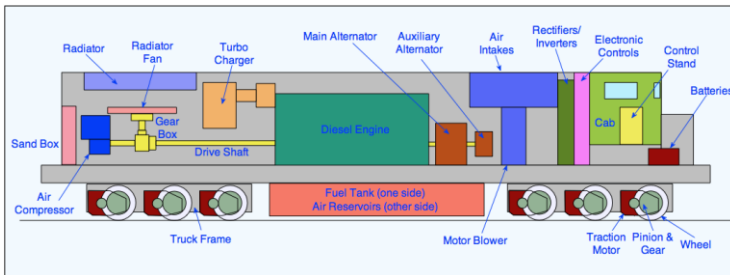 Radiator
Radiator
Fan
Turbo
Charger
Main Alternator
Auxiliary
Alternator
Air
Intakes
Rectifiers/
Inverters
Electronic
Controls
Control
Stand
Batteries
Sand Box
Gear
Box
Drive Shaft
Diesel Engine
Cab
Air
Compressor
Truck Frame
Fuel Tank (one side)
Air Reservoirs (other side)
Motor Blower
Traction
Motor
Pinion &
Gear
Wheel